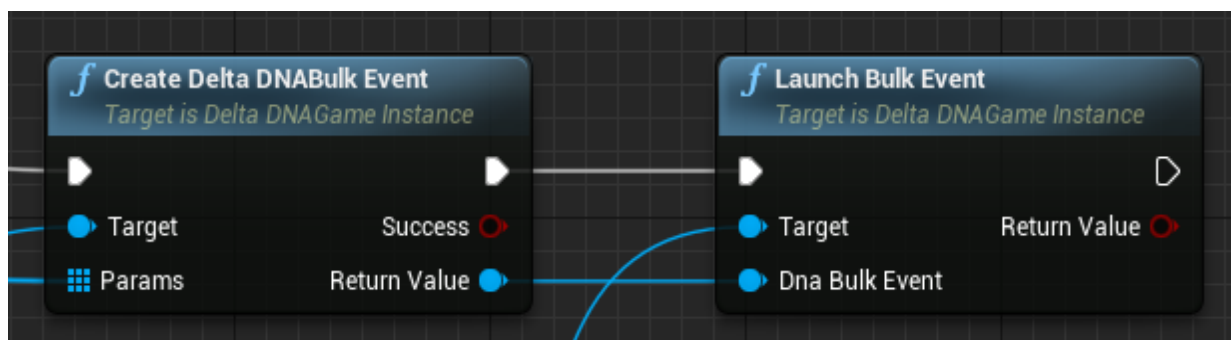 f Create Delta DNABulk Event
Target is Delta DNAGame Instance
Target
Success
Params
Return Value
f Launch Bulk Event
Target is Delta DNAGame Instance
Target
Return Value
Dna Bulk Event